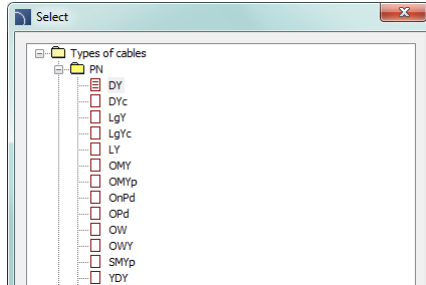 Select
Types of cables
PN
DY
DYc
LgY
LgYc
LY
OMY
OMYp
OnPd
OPd
OW
OWY
SMYp
YDY